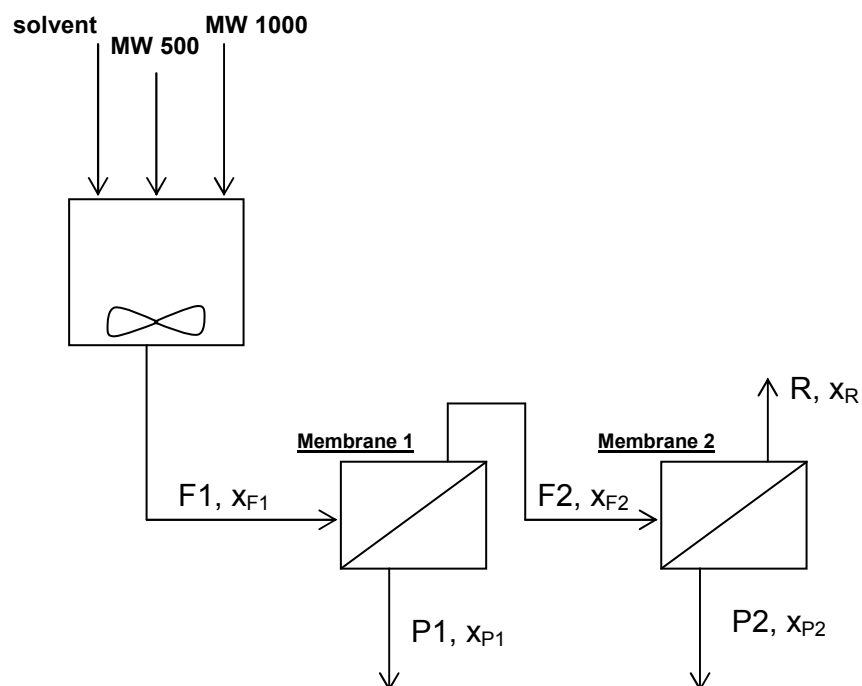 solvent
MW 500
MW 1000
Membrane 1
Membrane 2
R, xR
F1, xF1
F2, xF2
P1, xP1
P2, xP2